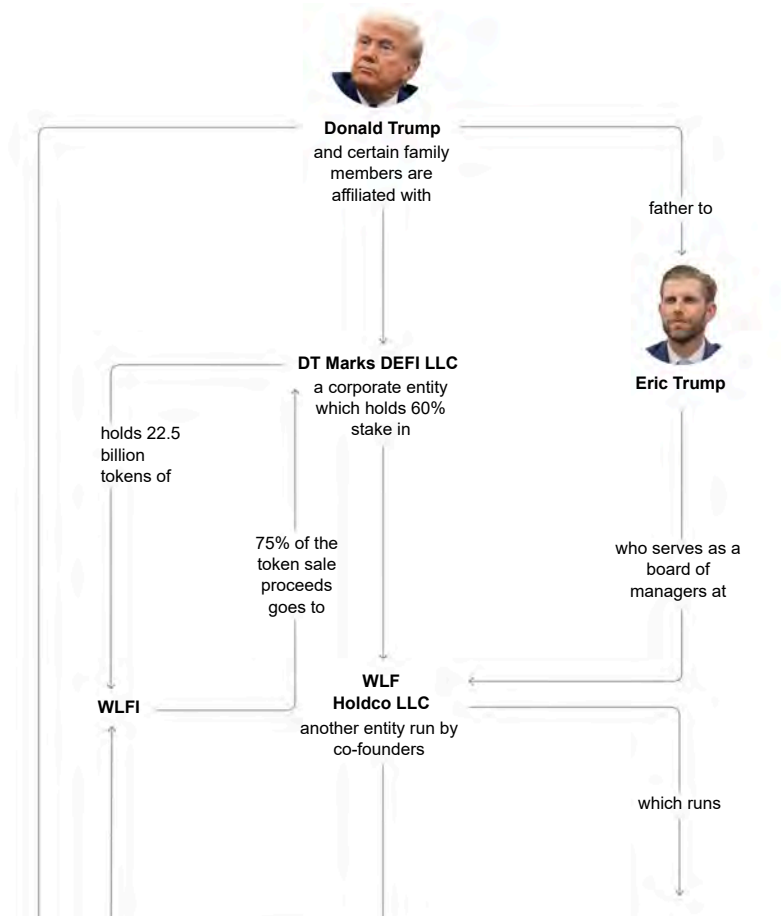 Donald Trump
and certain family
members are
affiliated with
father to
Eric Trump
DT Marks DEFI LLC
a corporate entity
which holds 60%
stake in
holds 22.5
billion
tokens of
75% of the
token sale
proceeds
goes to
who serves as a
board of
managers at
WLFI
WLF
Holdco LLC
another entity run by
co-founders
which runs